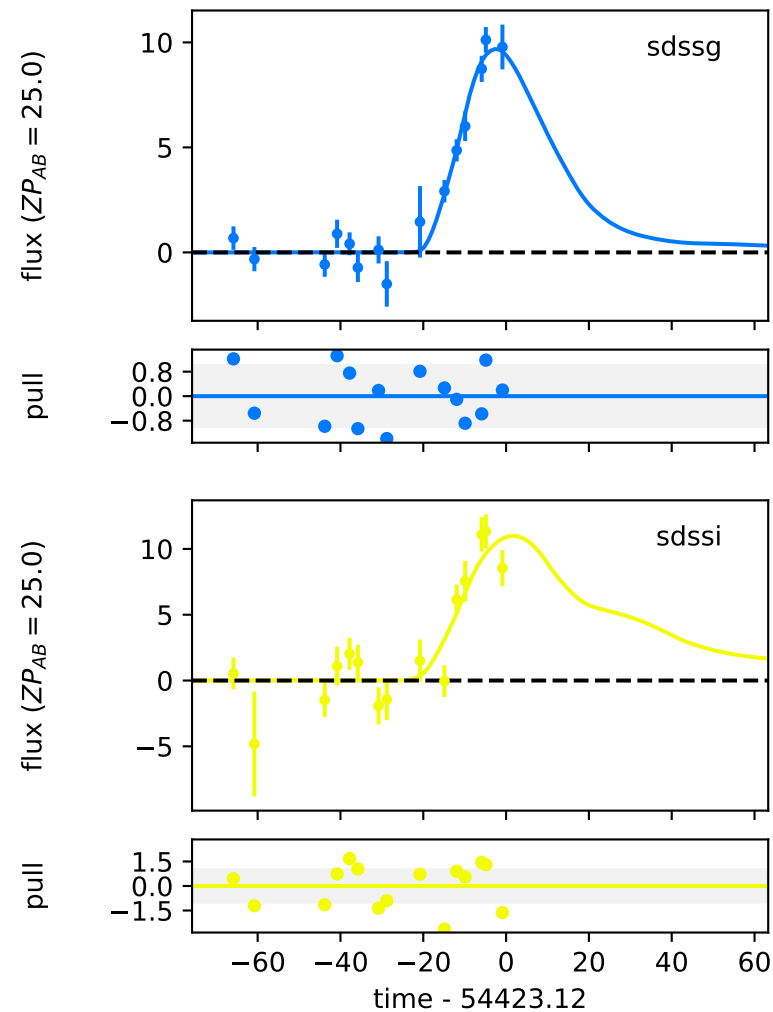 sdssg
flux (ZP_AB = 25.0)
10
5
0
pull
0.8
0.0
−0.8
sdssi
flux (ZP_AB = 25.0)
10
5
0
−5
pull
1.5
0.0
−1.5
−60 −40 −20 0 20 40 60
time - 54423.12